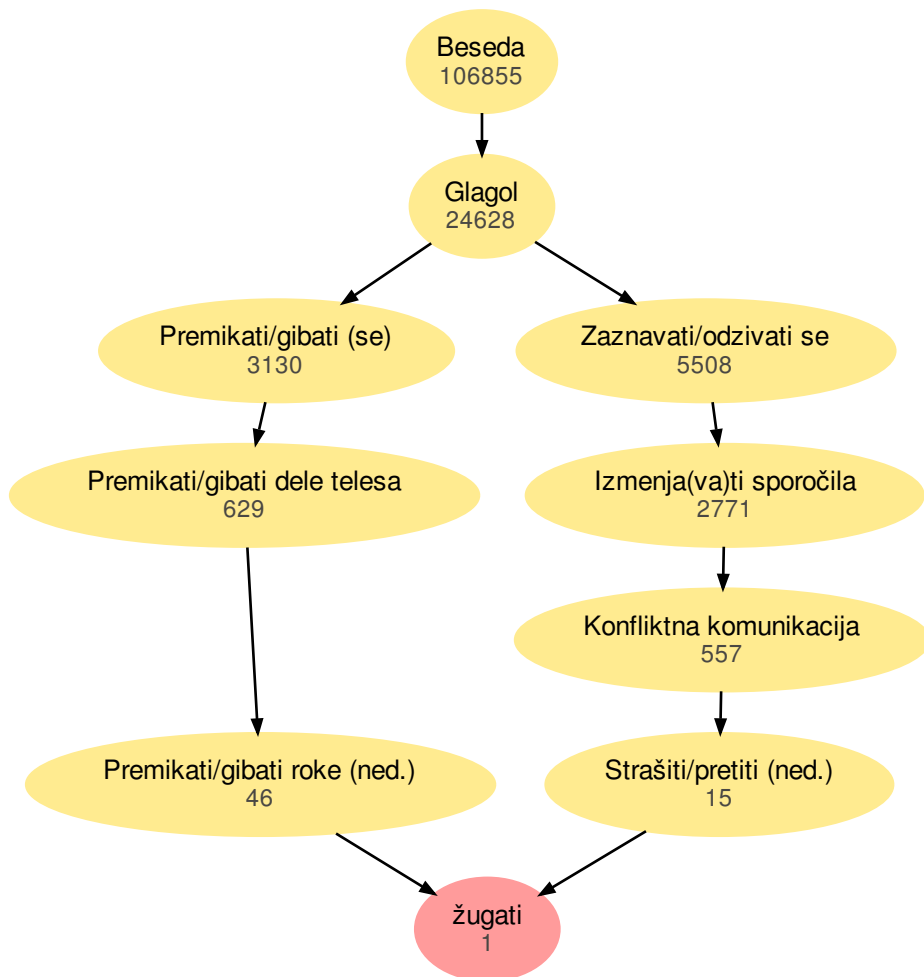 Beseda
106855
Glagol
24628
Premikati/gibati (se)
3130
Zaznavati/odzivati se
5508
Premikati/gibati dele telesa
629
Izmenja(va)ti sporočila
2771
Konfliktna komunikacija
557
Premikati/gibati roke (ned.)
46
Strašiti/pretiti (ned.)
15
žugati
1